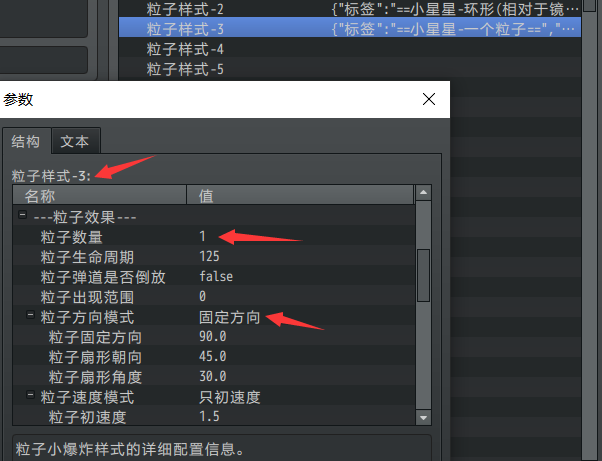 粒子样式-2 {"标签":"==小星星-环形(相对于镜…
粒子样式-3 {"标签":"==小星星-一个粒子==","…
粒子样式-4
粒子样式-5
参数
结构 文本
粒子样式-3:
名称 值
---粒子效果---
粒子数量 1
粒子生命周期 125
粒子弹道是否倒放 false
粒子出现范围 0
粒子方向模式 固定方向
粒子固定方向 90.0
粒子扇形朝向 45.0
粒子扇形角度 30.0
粒子速度模式 只初速度
粒子初速度 1.5
粒子小爆炸样式的详细配置信息。